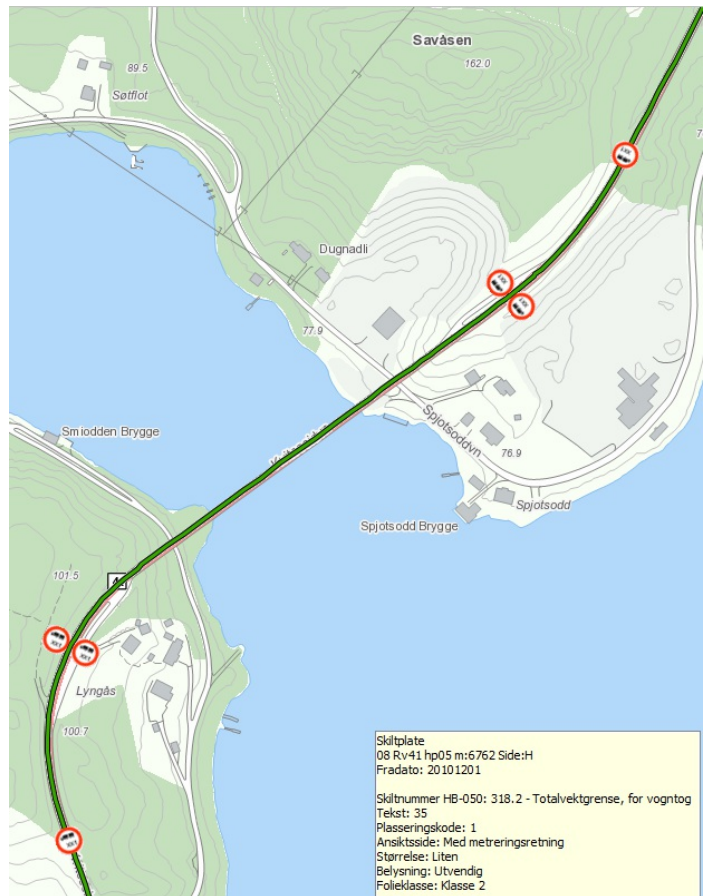 Savåsen
162.0
89.5
Søtflot
Dugnadli
77.9
Smiodden Brygge
Spjotsoddvn
76.9
Spjotsodd
Spjotsodd Brygge
101.5
Lyngås
100.7
Skiltplate
08 Rv41 hp05 m:6762 Side:H
Fradato: 20101201
Skiltnummer HB-050: 318.2 - Totalvektgrense, for vogntog
Tekst: 35
Plasseringskode: 1
Ansiktsside: Med metreringsretning
Størrelse: Liten
Belysning: Utvendig
Folieklasse: Klasse 2